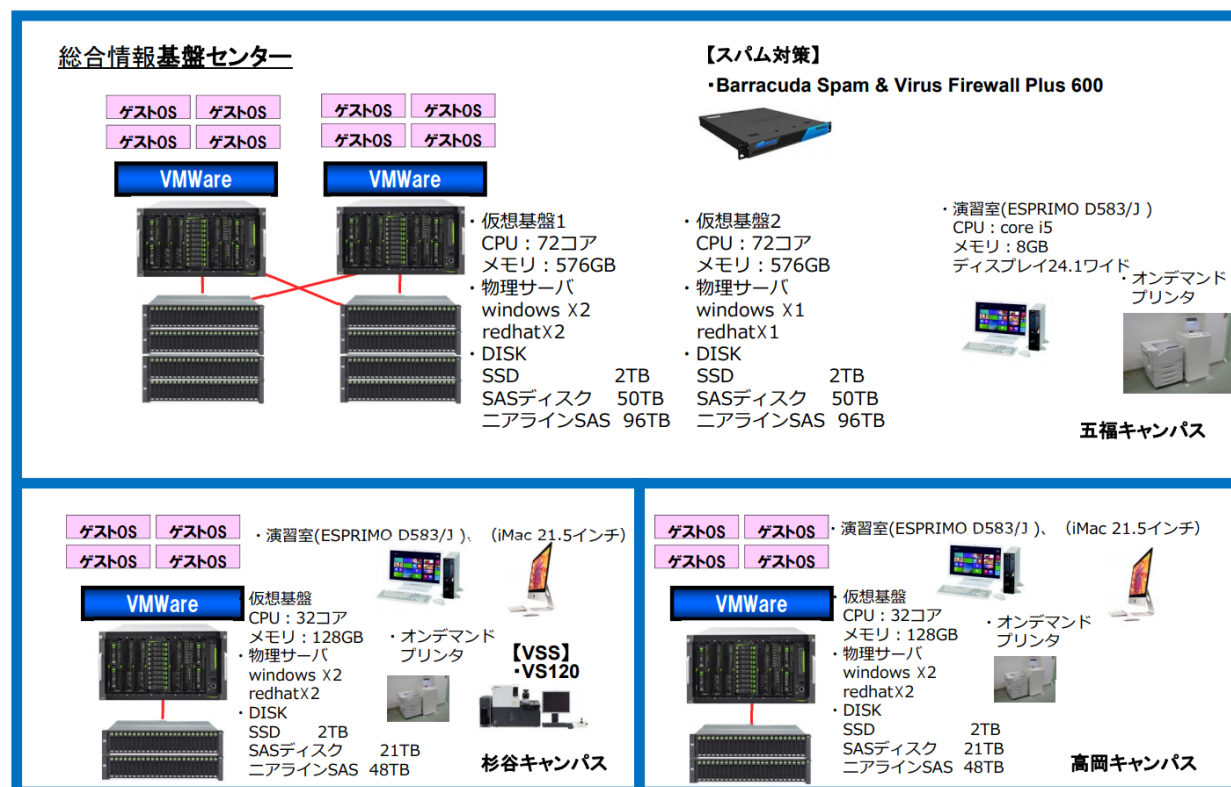 総合情報基盤センター
【スパム対策】
・Barracuda Spam & Virus Firewall Plus 600
ゲストOS ゲストOS
ゲストOS ゲストOS
VMWare
ゲストOS ゲストOS
ゲストOS ゲストOS
VMWare
・仮想基盤1
CPU：72コア
メモリ：576GB
・物理サーバ
windows X2
redhatX2
・DISK
SSD 2TB
SASディスク 50TB
ニアラインSAS 96TB
・仮想基盤2
CPU：72コア
メモリ：576GB
・物理サーバ
windows X1
redhatX1
・DISK
SSD 2TB
SASディスク 50TB
ニアラインSAS 96TB
・演習室(ESPRIMO D583/J )
CPU：core i5
メモリ：8GB
ディスプレイ24.1ワイド
・オンデマンド
プリンタ
五福キャンパス
ゲストOS ゲストOS
ゲストOS ゲストOS
VMWare
・演習室(ESPRIMO D583/J )、（iMac 21.5インチ）
・仮想基盤
CPU：32コア
メモリ：128GB
・物理サーバ
windows X2
redhatX2
・DISK
SSD 2TB
SASディスク 21TB
ニアラインSAS 48TB
・オンデマンド
プリンタ
【VSS】
・VS120
杉谷キャンパス
ゲストOS ゲストOS
ゲストOS ゲストOS
VMWare
・演習室(ESPRIMO D583/J )、（iMac 21.5インチ）
・仮想基盤
CPU：32コア
メモリ：128GB
・物理サーバ
windows X2
redhatX2
・DISK
SSD 2TB
SASディスク 21TB
ニアラインSAS 48TB
・オンデマンド
プリンタ
高岡キャンパス